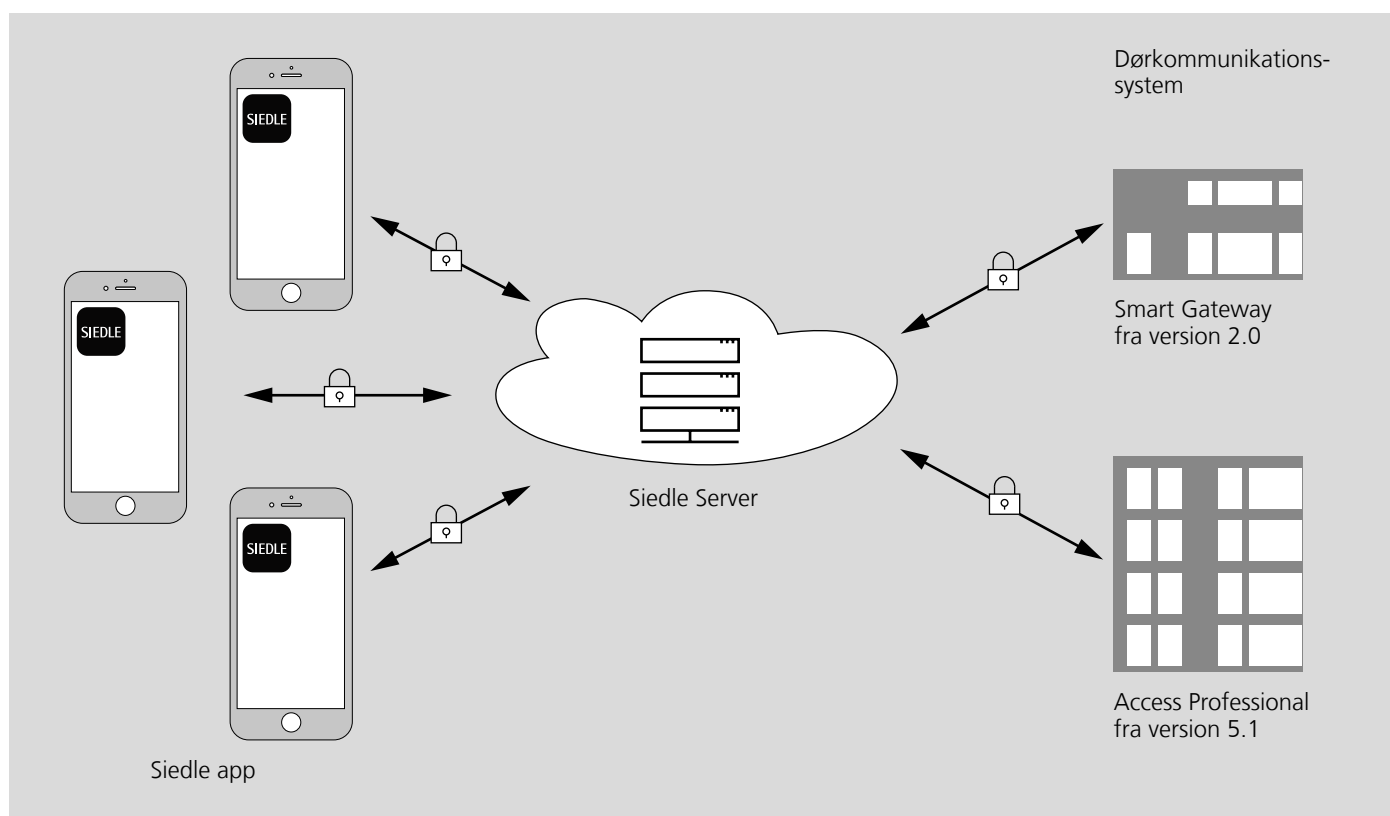 Dørkommunikations-
system
SIEDLE
SIEDLE
SIEDLE
Smart Gateway
fra version 2.0
Siedle Server
Access Professional
fra version 5.1
Siedle app